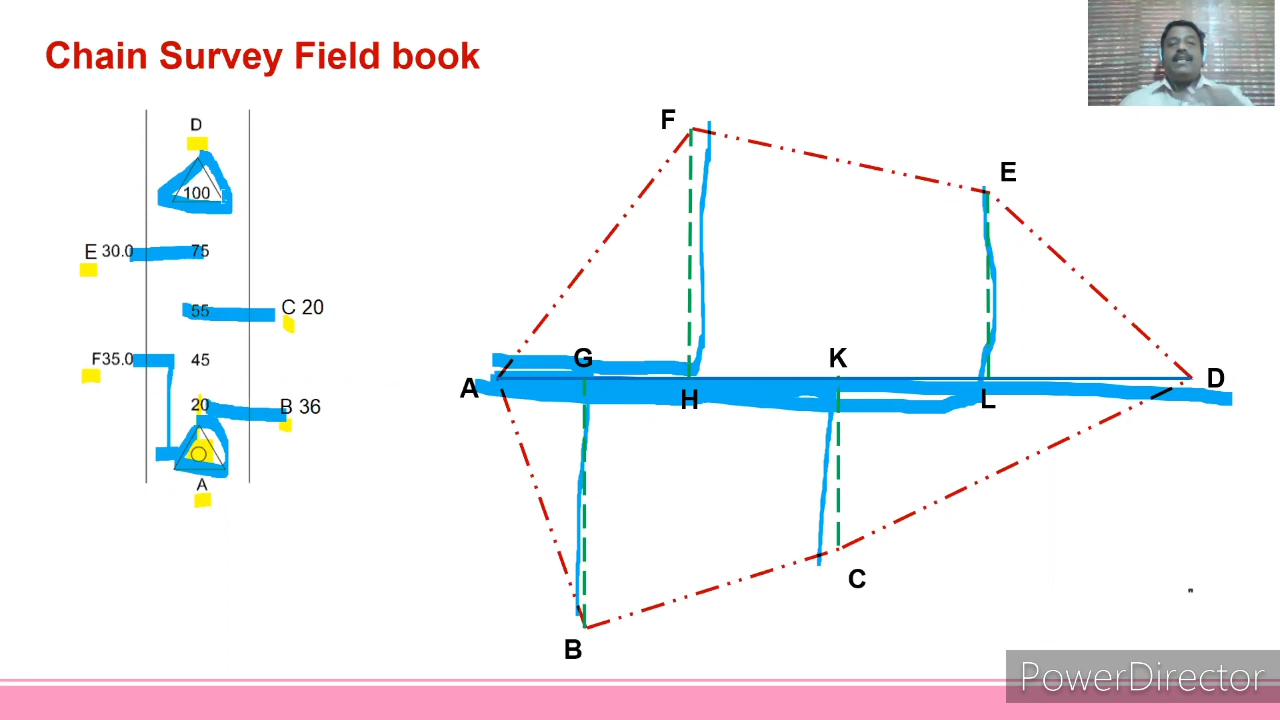 Chain Survey Field book
D
100
E 30.0 75
55 C 20
F35.0 45
20 B 36
A
F
E
G K
A D
H L
C
B
PowerDirector